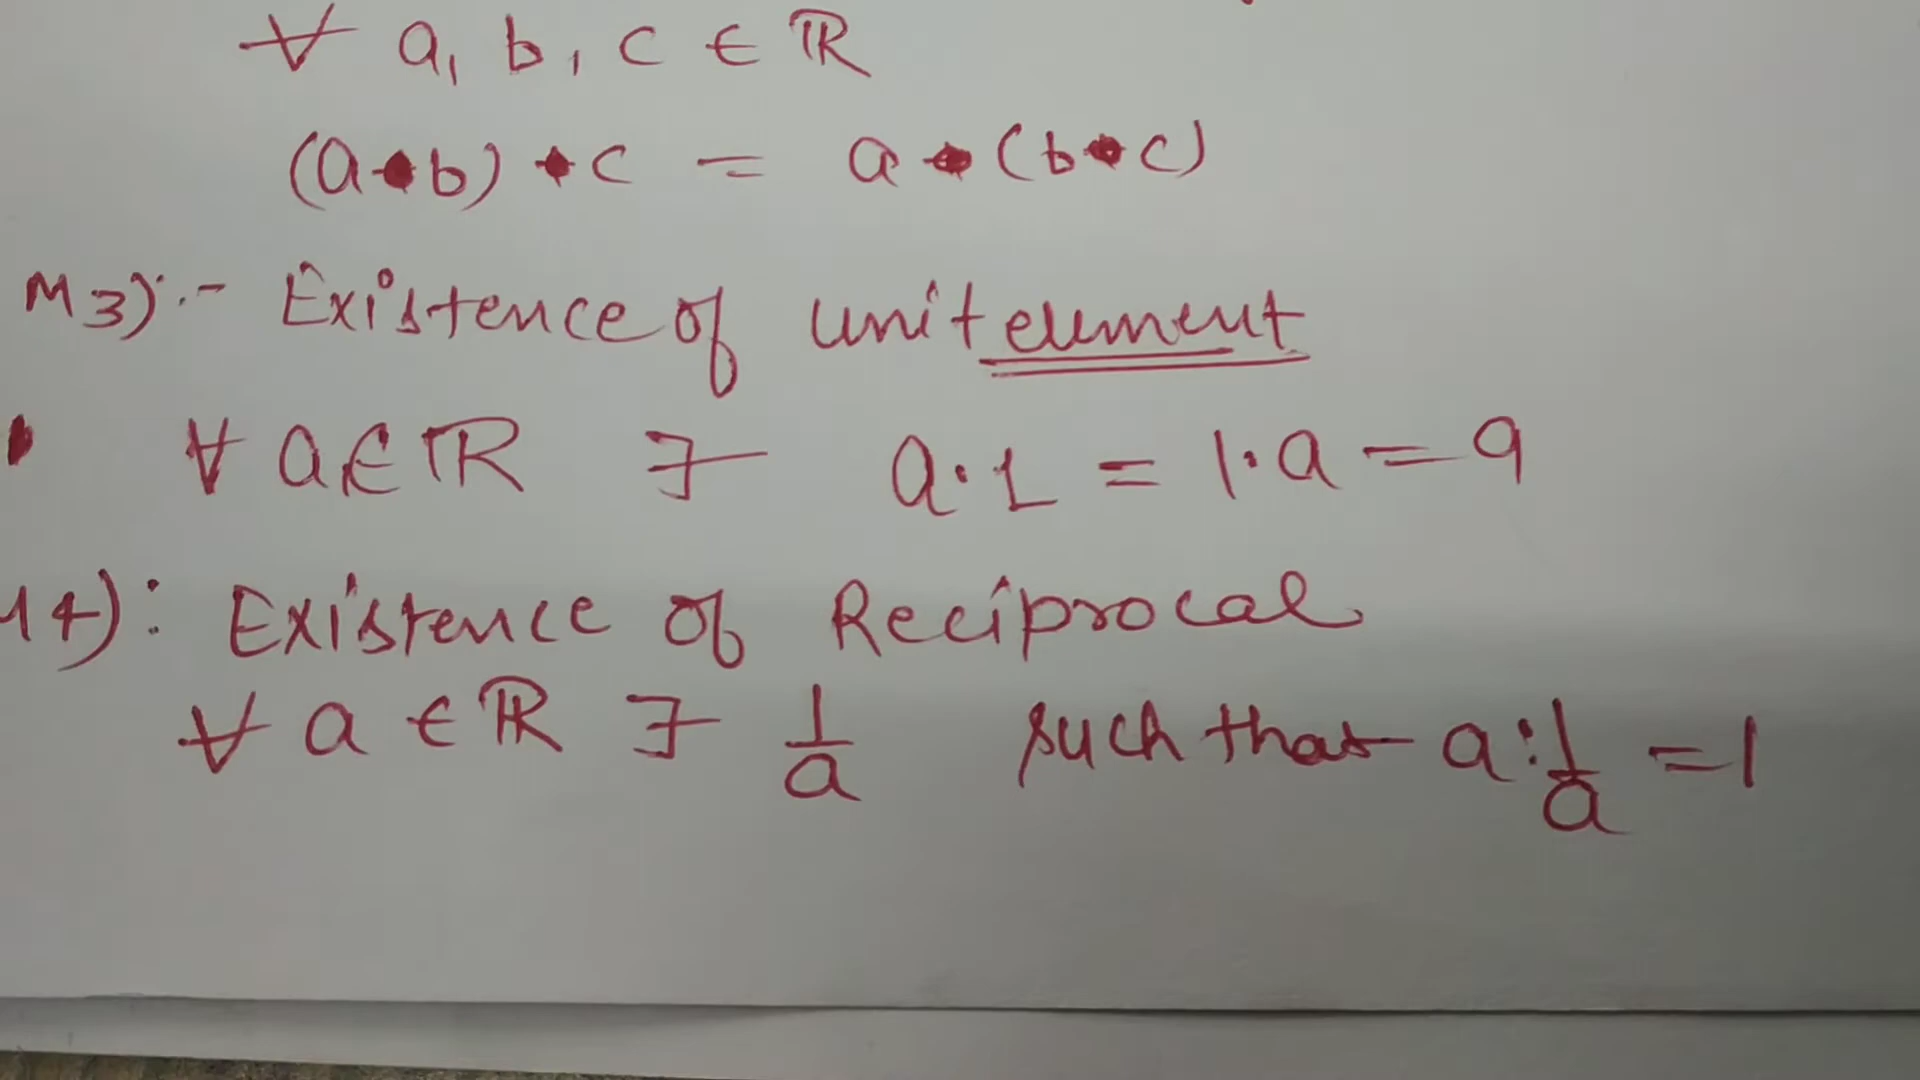 ∀ a, b, c ∈ ℝ
(a•b)•c = a•(b•c)
M3):- Existence of unit element
∀ a∈ℝ ∃ a·1 = 1·a = a
M4): Existence of Reciprocal
∀ a ∈ ℝ ∃ 1/a such that a·1/a = 1